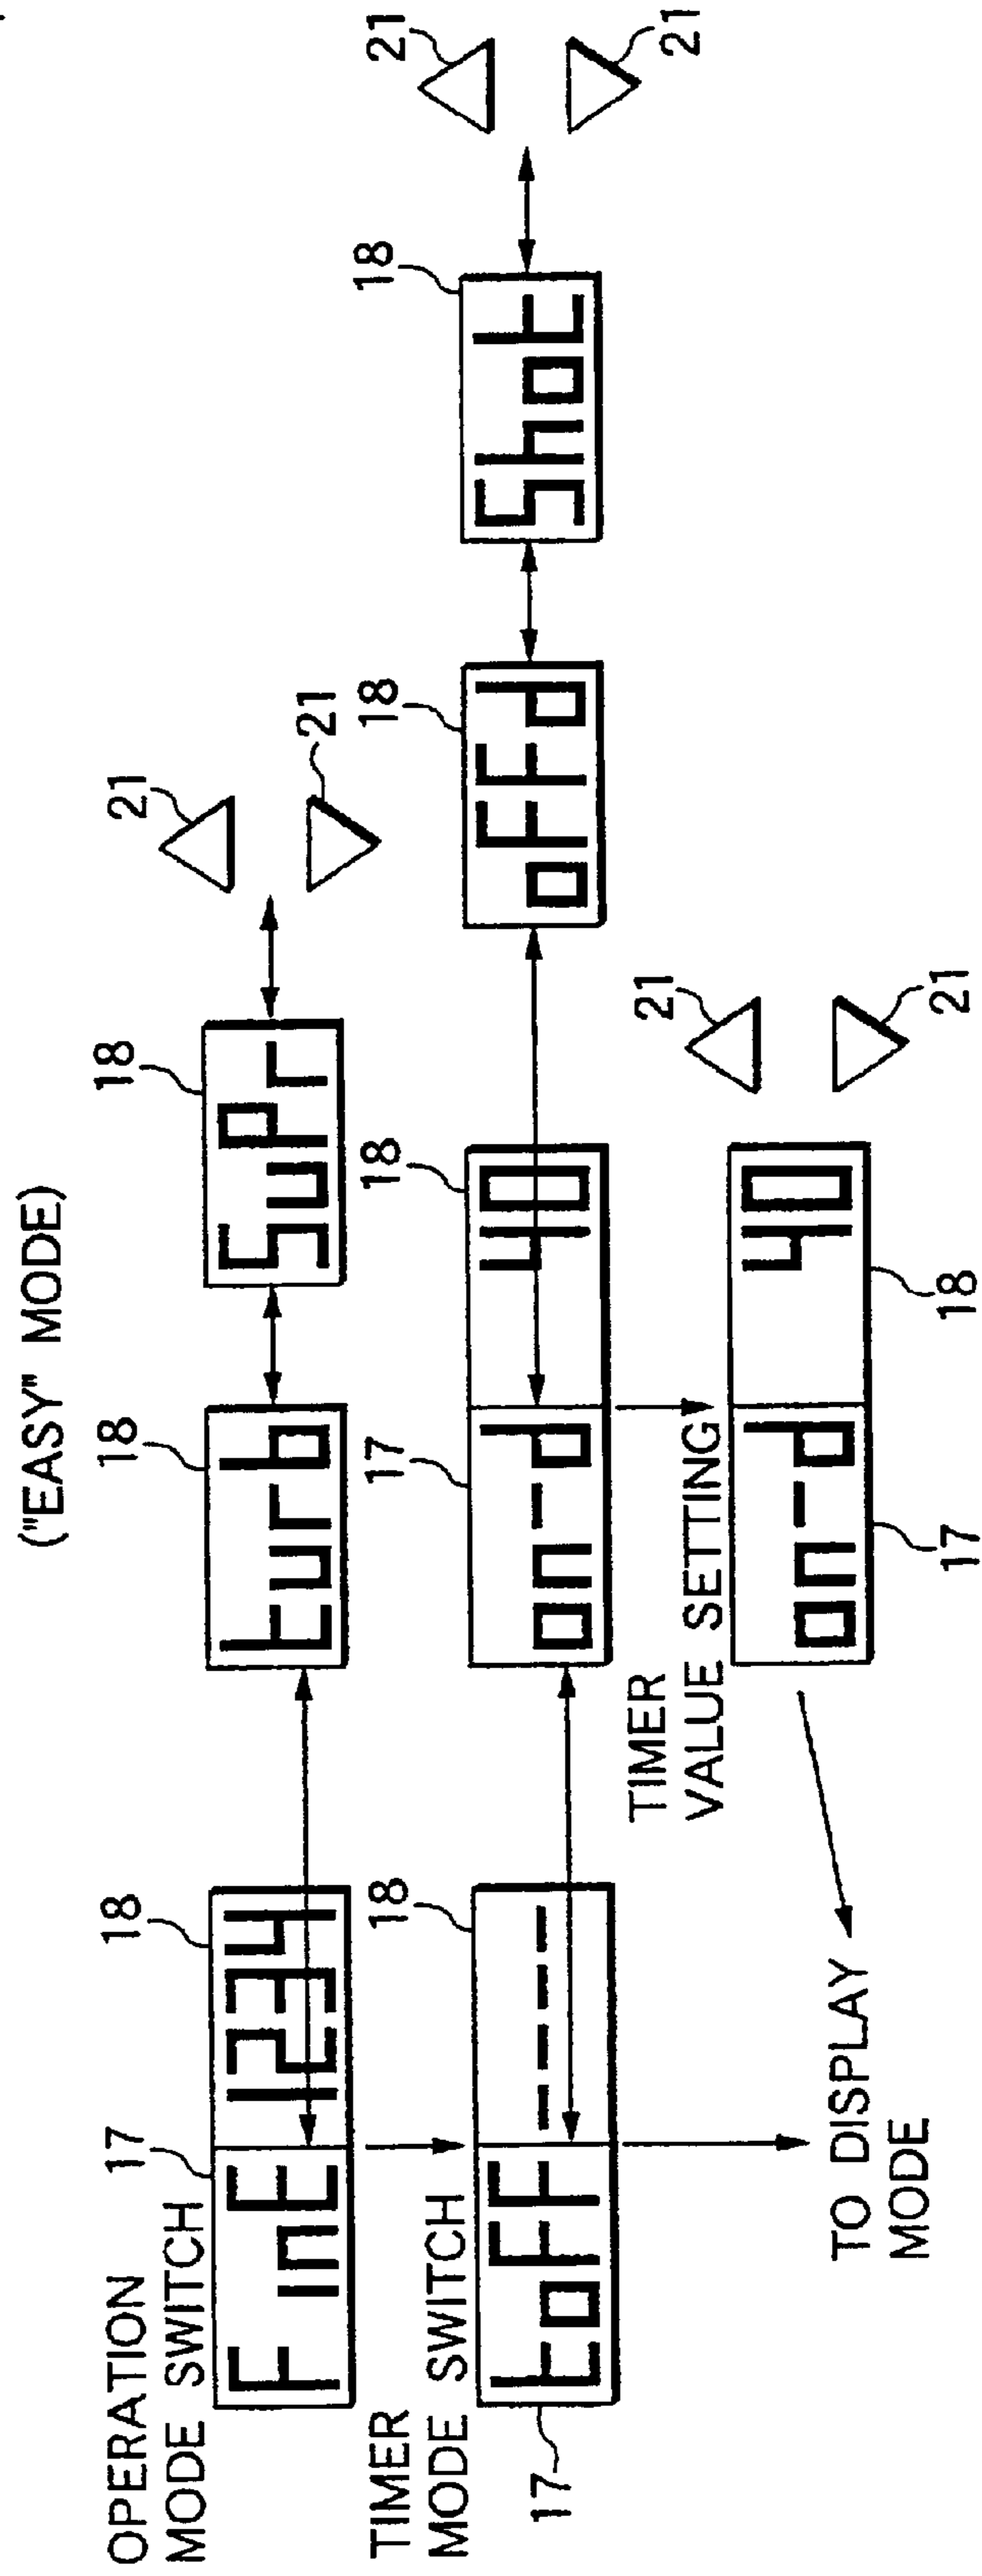 ("EASY" MODE)
OPERATION
MODE SWITCH
17
18
FinE 1234
18
turb
18
SuPr
21
21
TIMER
MODE SWITCH
17
18
toFF ----
17
18
on-d 40
18
oFFd
18
Shot
21
21
TIMER
VALUE SETTING
on-d 40
17
18
21
21
TO DISPLAY
MODE